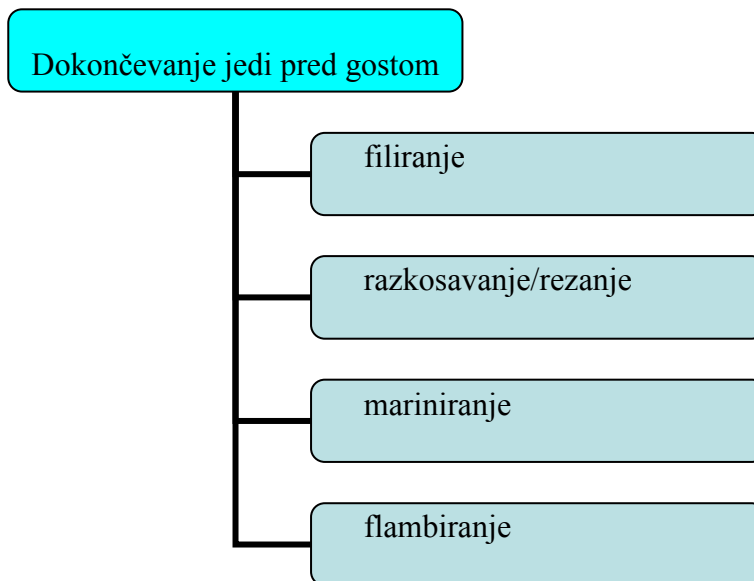 Dokončevanje jedi pred gostom
filiranje
razkosavanje/rezanje
mariniranje
flambiranje